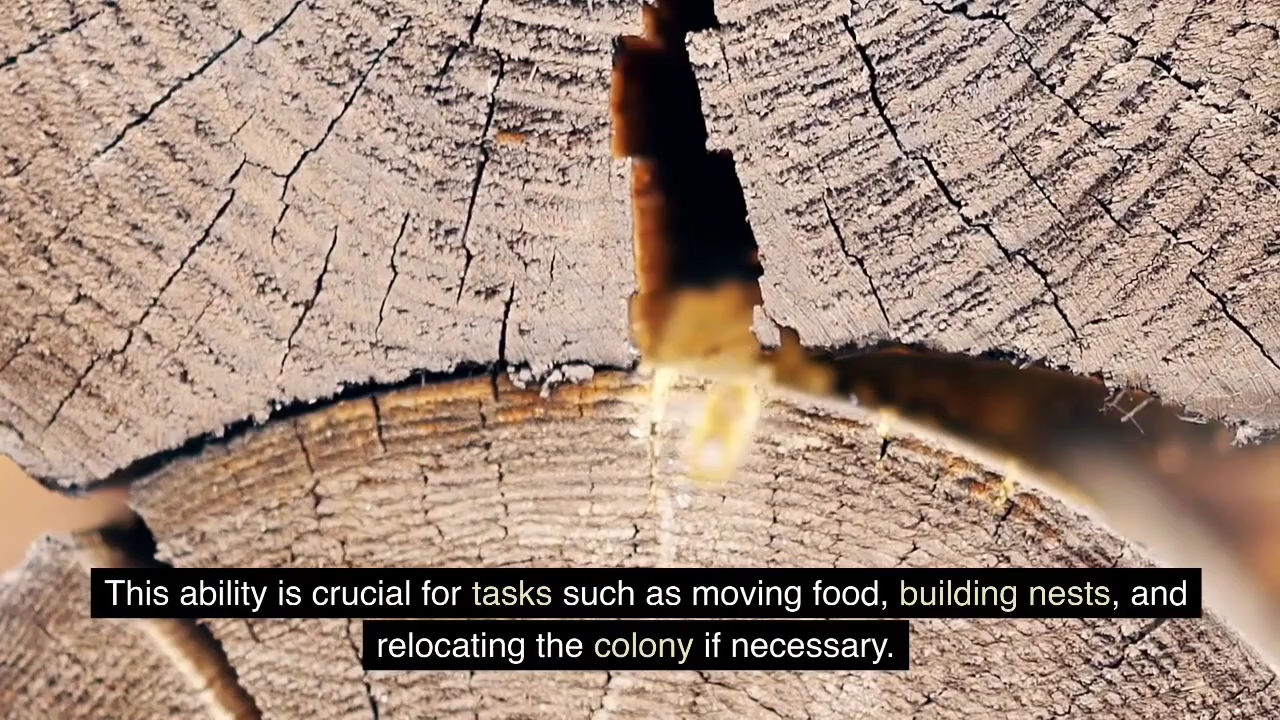 This ability is crucial for tasks such as moving food, building nests, and
relocating the colony if necessary.